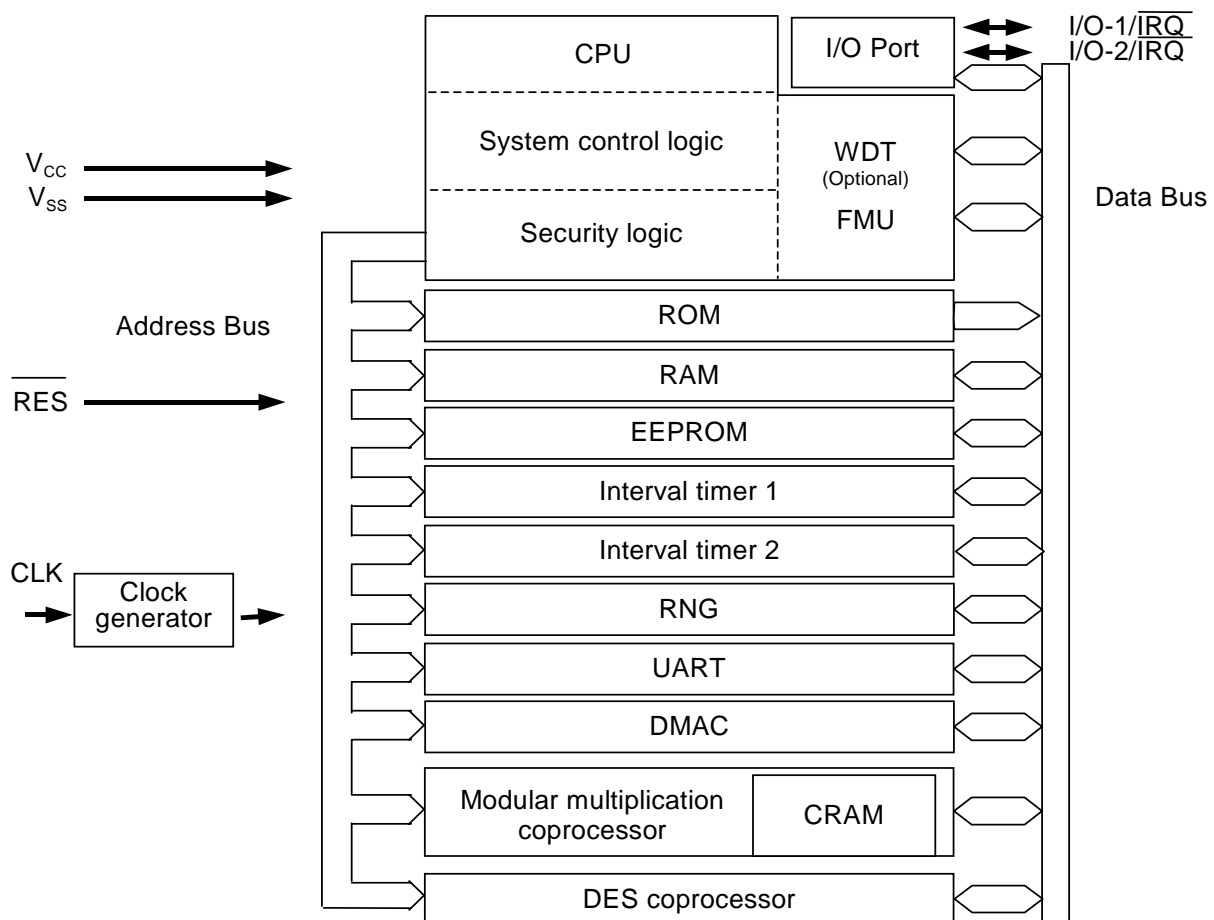 CPU
I/O Port
I/O-1/IRQ
I/O-2/IRQ
System control logic
WDT
(Optional)
FMU
Security logic
VCC
VSS
Data Bus
Address Bus
RES
CLK
Clock
generator
ROM
RAM
EEPROM
Interval timer 1
Interval timer 2
RNG
UART
DMAC
Modular multiplication
coprocessor
CRAM
DES coprocessor